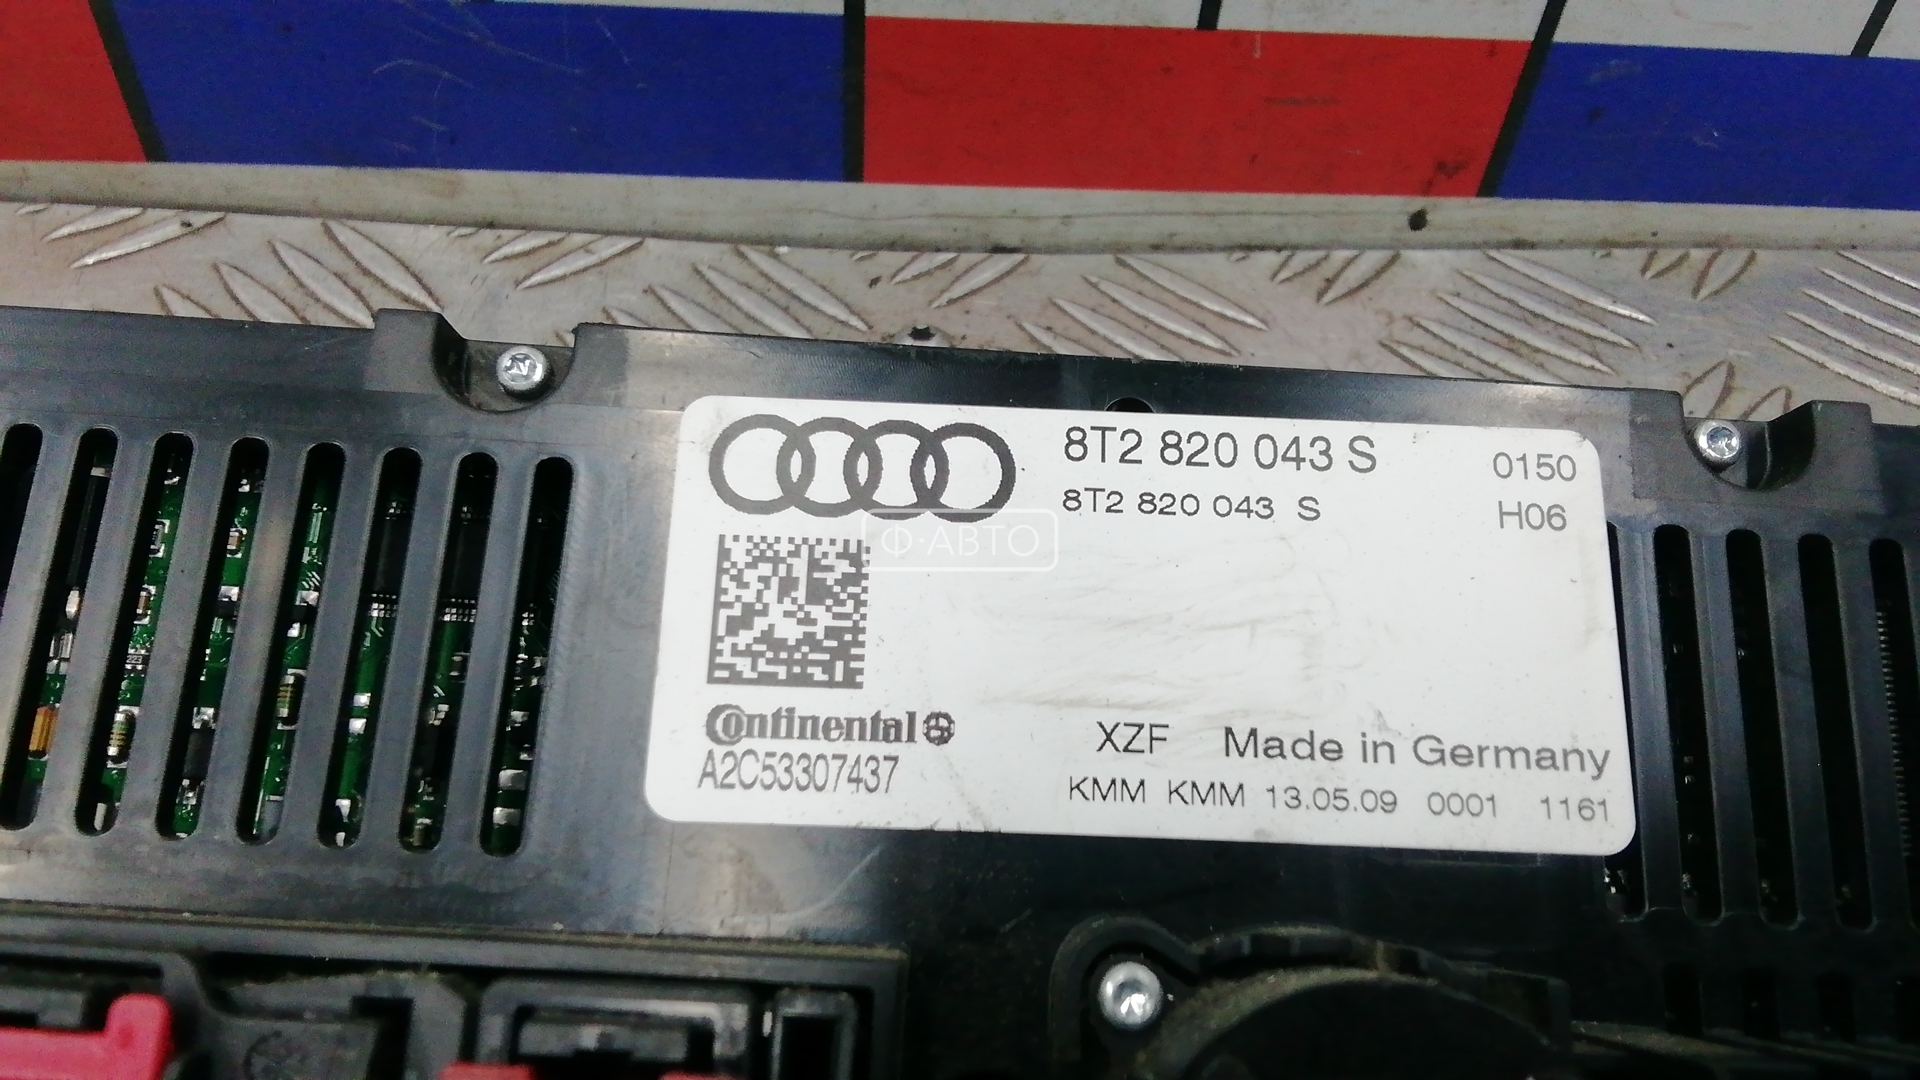 8T2 820 043 S 0150
8T2 820 043 S H06
Ф·АВТО
Continental
A2C53307437
XZF Made in Germany
KMM KMM 13.05.09 0001 1161
223